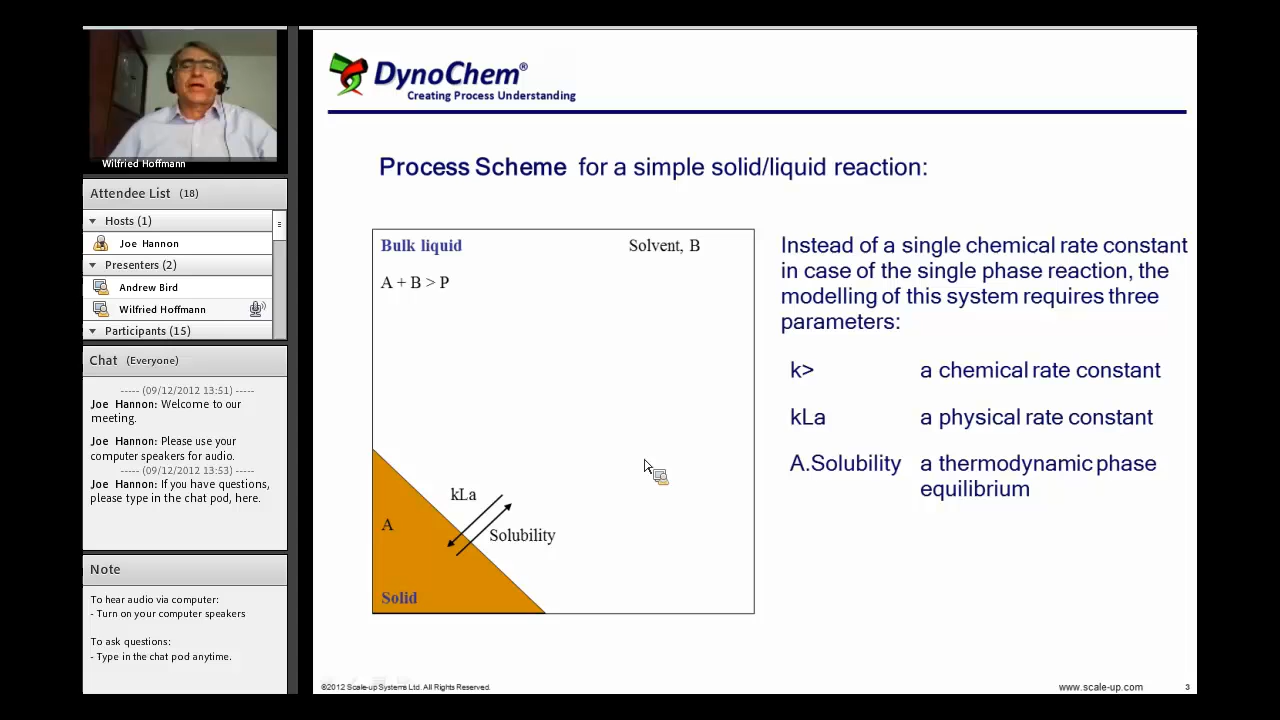 Wilfried Hoffmann
Attendee List (18)
Hosts (1)
Joe Hannon
Presenters (2)
Andrew Bird
Wilfried Hoffmann
Participants (15)
Chat (Everyone)
----- (09/12/2012 13:51) -----
Joe Hannon: Welcome to our
meeting.
Joe Hannon: Please use your
computer speakers for audio.
----- (09/12/2012 13:53) -----
Joe Hannon: If you have questions,
please type in the chat pod, here.
Note
To hear audio via computer:
- Turn on your computer speakers
To ask questions:
- Type in the chat pod anytime.
DynoChem®
Creating Process Understanding
Process Scheme for a simple solid/liquid reaction:
Bulk liquid
Solvent, B
A + B > P
kLa
A
Solubility
Solid
Instead of a single chemical rate constant
in case of the single phase reaction, the
modelling of this system requires three
parameters:
k> a chemical rate constant
kLa a physical rate constant
A.Solubility a thermodynamic phase
equilibrium
©2012 Scale-up Systems Ltd. All Rights Reserved.
www.scale-up.com
3